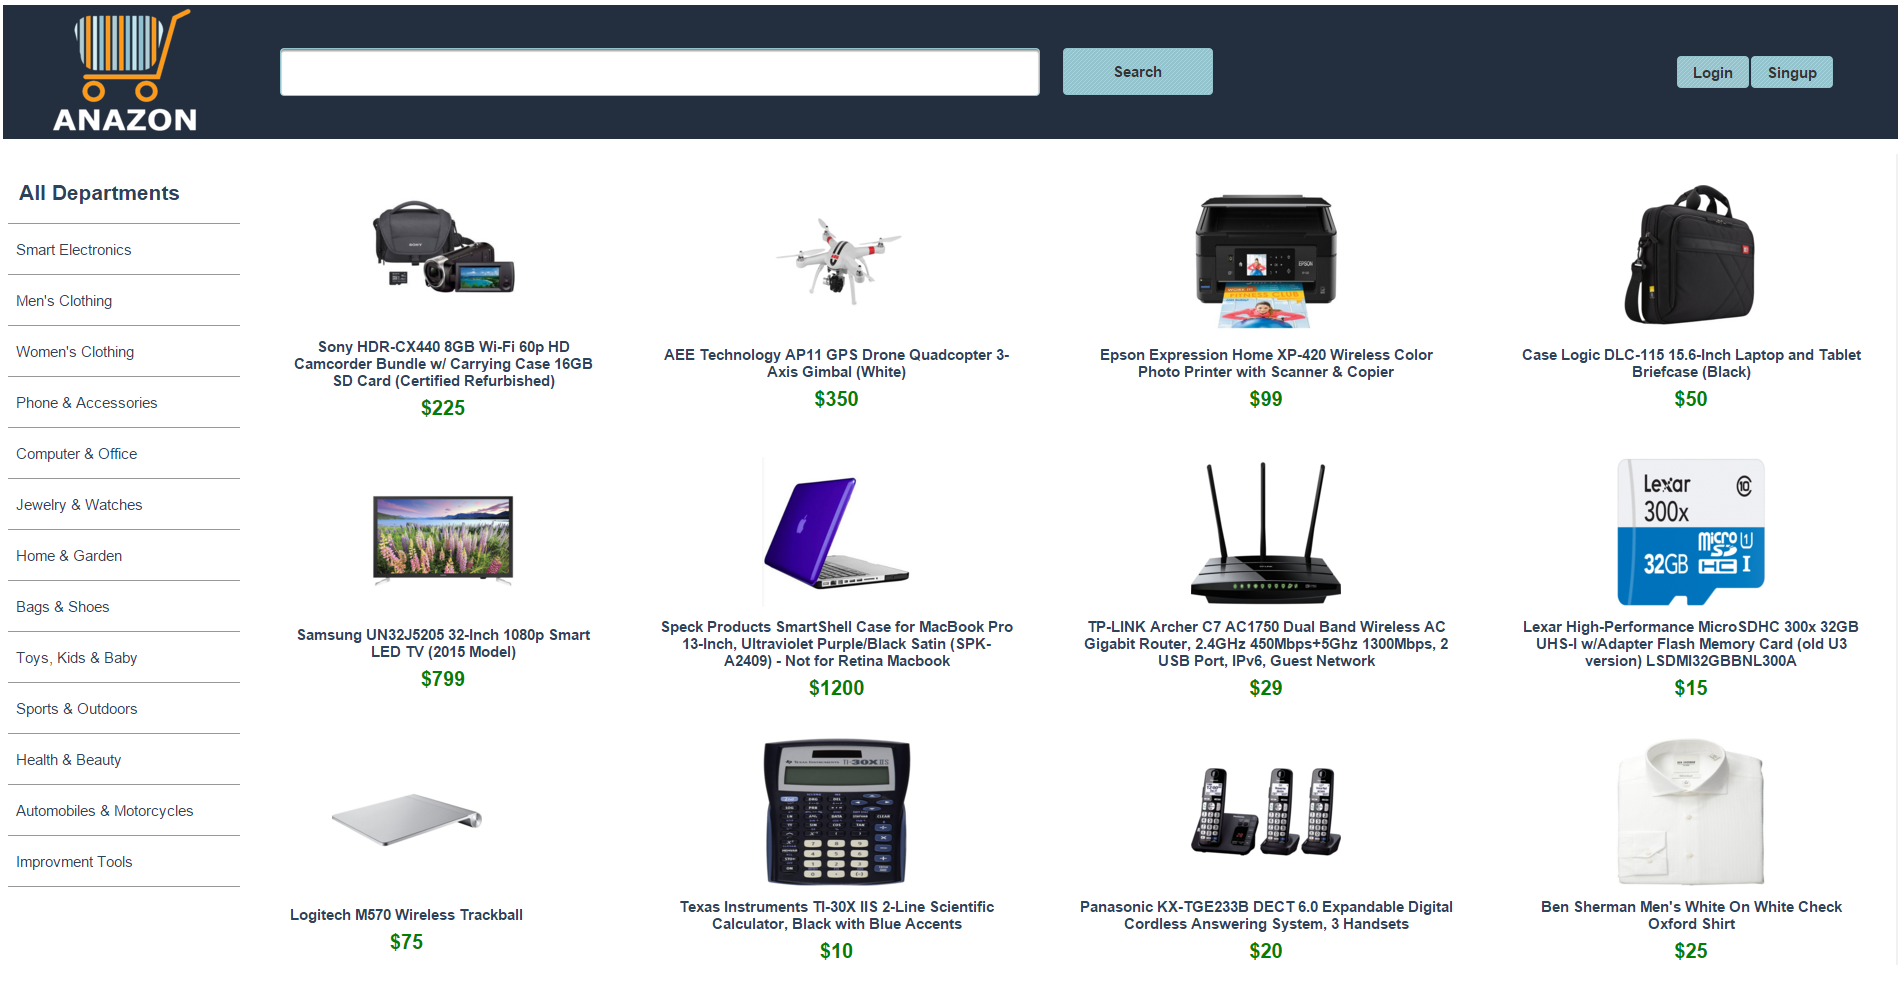 ANAZON
Search
Login
Singup
All Departments
Smart Electronics
Men's Clothing
Women's Clothing
Phone & Accessories
Computer & Office
Jewelry & Watches
Home & Garden
Bags & Shoes
Toys, Kids & Baby
Sports & Outdoors
Health & Beauty
Automobiles & Motorcycles
Improvment Tools
SONY
Sony HDR-CX440 8GB Wi-Fi 60p HD
Camcorder Bundle w/ Carrying Case 16GB
SD Card (Certified Refurbished)
$225
AEE Technology AP11 GPS Drone Quadcopter 3-
Axis Gimbal (White)
$350
EPSON
FITNESS CLUB
Epson Expression Home XP-420 Wireless Color
Photo Printer with Scanner & Copier
$99
Case Logic DLC-115 15.6-Inch Laptop and Tablet
Briefcase (Black)
$50
Samsung UN32J5205 32-Inch 1080p Smart
LED TV (2015 Model)
$799
Speck Products SmartShell Case for MacBook Pro
13-Inch, Ultraviolet Purple/Black Satin (SPK-
A2409) - Not for Retina Macbook
$1200
TP-LINK Archer C7 AC1750 Dual Band Wireless AC
Gigabit Router, 2.4GHz 450Mbps+5Ghz 1300Mbps, 2
USB Port, IPv6, Guest Network
$29
Lexar
300x
10
micro
SD
HC I
32GB
Lexar High-Performance MicroSDHC 300x 32GB
UHS-I w/Adapter Flash Memory Card (old U3
version) LSDMI32GBBNL300A
$15
Logitech M570 Wireless Trackball
$75
TEXAS INSTRUMENTS TI-30X IIS
Texas Instruments TI-30X IIS 2-Line Scientific
Calculator, Black with Blue Accents
$10
Panasonic KX-TGE233B DECT 6.0 Expandable Digital
Cordless Answering System, 3 Handsets
$20
Ben Sherman Men's White On White Check
Oxford Shirt
$25